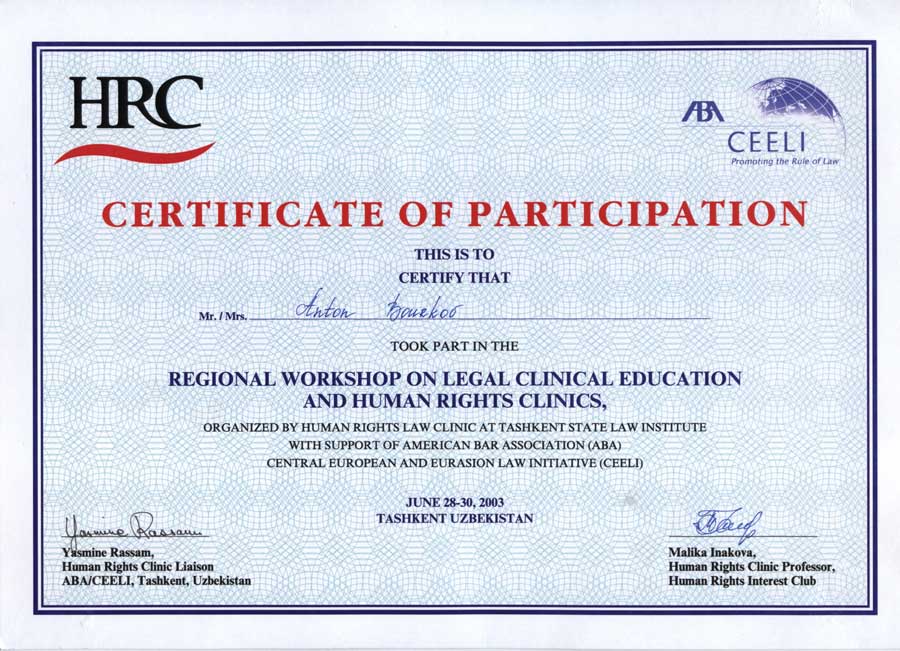 HRC
ABA
CEELI
Promoting the Rule of Law
CERTIFICATE OF PARTICIPATION
THIS IS TO
CERTIFY THAT
Mr. / Mrs. Anton
TOOK PART IN THE
REGIONAL WORKSHOP ON LEGAL CLINICAL EDUCATION
AND HUMAN RIGHTS CLINICS,
ORGANIZED BY HUMAN RIGHTS LAW CLINIC AT TASHKENT STATE LAW INSTITUTE
WITH SUPPORT OF AMERICAN BAR ASSOCIATION (ABA)
CENTRAL EUROPEAN AND EURASION LAW INITIATIVE (CEELI)
JUNE 28-30, 2003
TASHKENT UZBEKISTAN
Yasmine Rassam
Yasmine Rassam,
Human Rights Clinic Liaison
ABA/CEELI, Tashkent, Uzbekistan
Malika Inakova,
Human Rights Clinic Professor,
Human Rights Interest Club